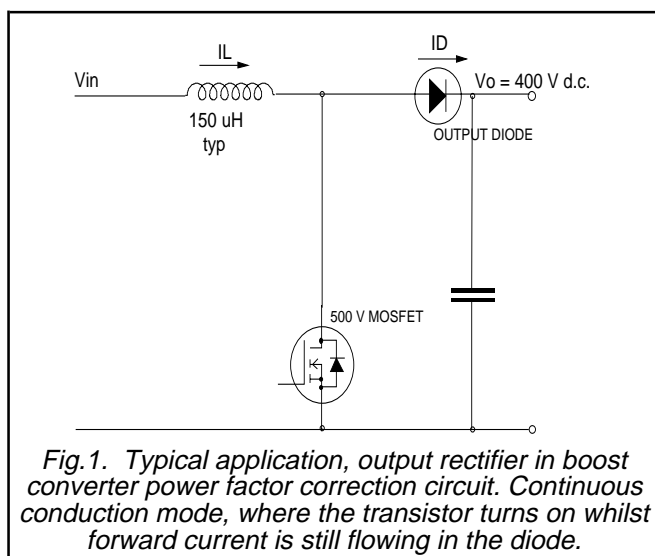 IL
ID
Vin
Vo = 400 V d.c.
150 uH
typ
OUTPUT DIODE
500 V MOSFET
Fig.1. Typical application, output rectifier in boost
converter power factor correction circuit. Continuous
conduction mode, where the transistor turns on whilst
forward current is still flowing in the diode.